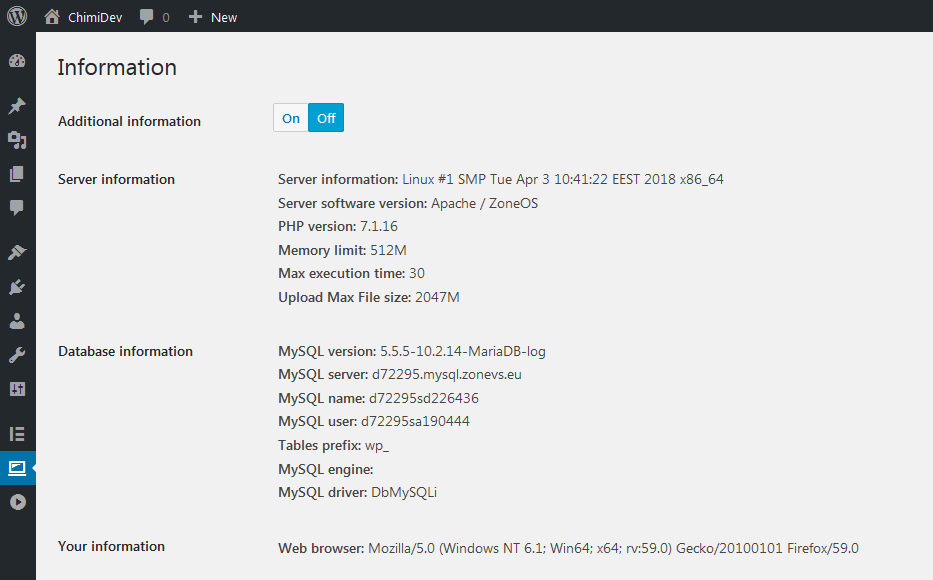 ChimiDev 0 New
Information
Additional information On Off
Server information Server information: Linux #1 SMP Tue Apr 3 10:41:22 EEST 2018 x86_64
Server software version: Apache / ZoneOS
PHP version: 7.1.16
Memory limit: 512M
Max execution time: 30
Upload Max File size: 2047M
Database information MySQL version: 5.5.5-10.2.14-MariaDB-log
MySQL server: d72295.mysql.zonevs.eu
MySQL name: d72295sd226436
MySQL user: d72295sa190444
Tables prefix: wp_
MySQL engine:
MySQL driver: DbMySQLi
Your information Web browser: Mozilla/5.0 (Windows NT 6.1; Win64; x64; rv:59.0) Gecko/20100101 Firefox/59.0